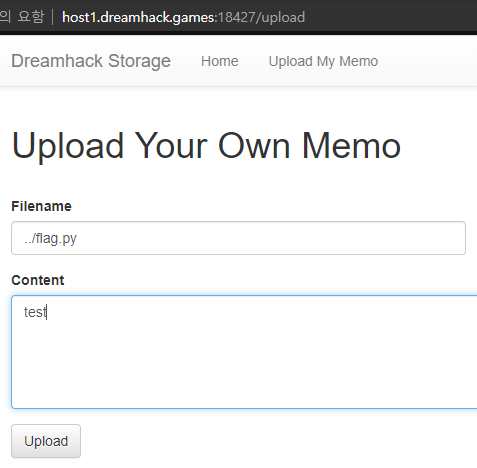 의 요함 host1.dreamhack.games:18427/upload
Dreamhack Storage Home Upload My Memo
Upload Your Own Memo
Filename
../flag.py
Content
test
Upload